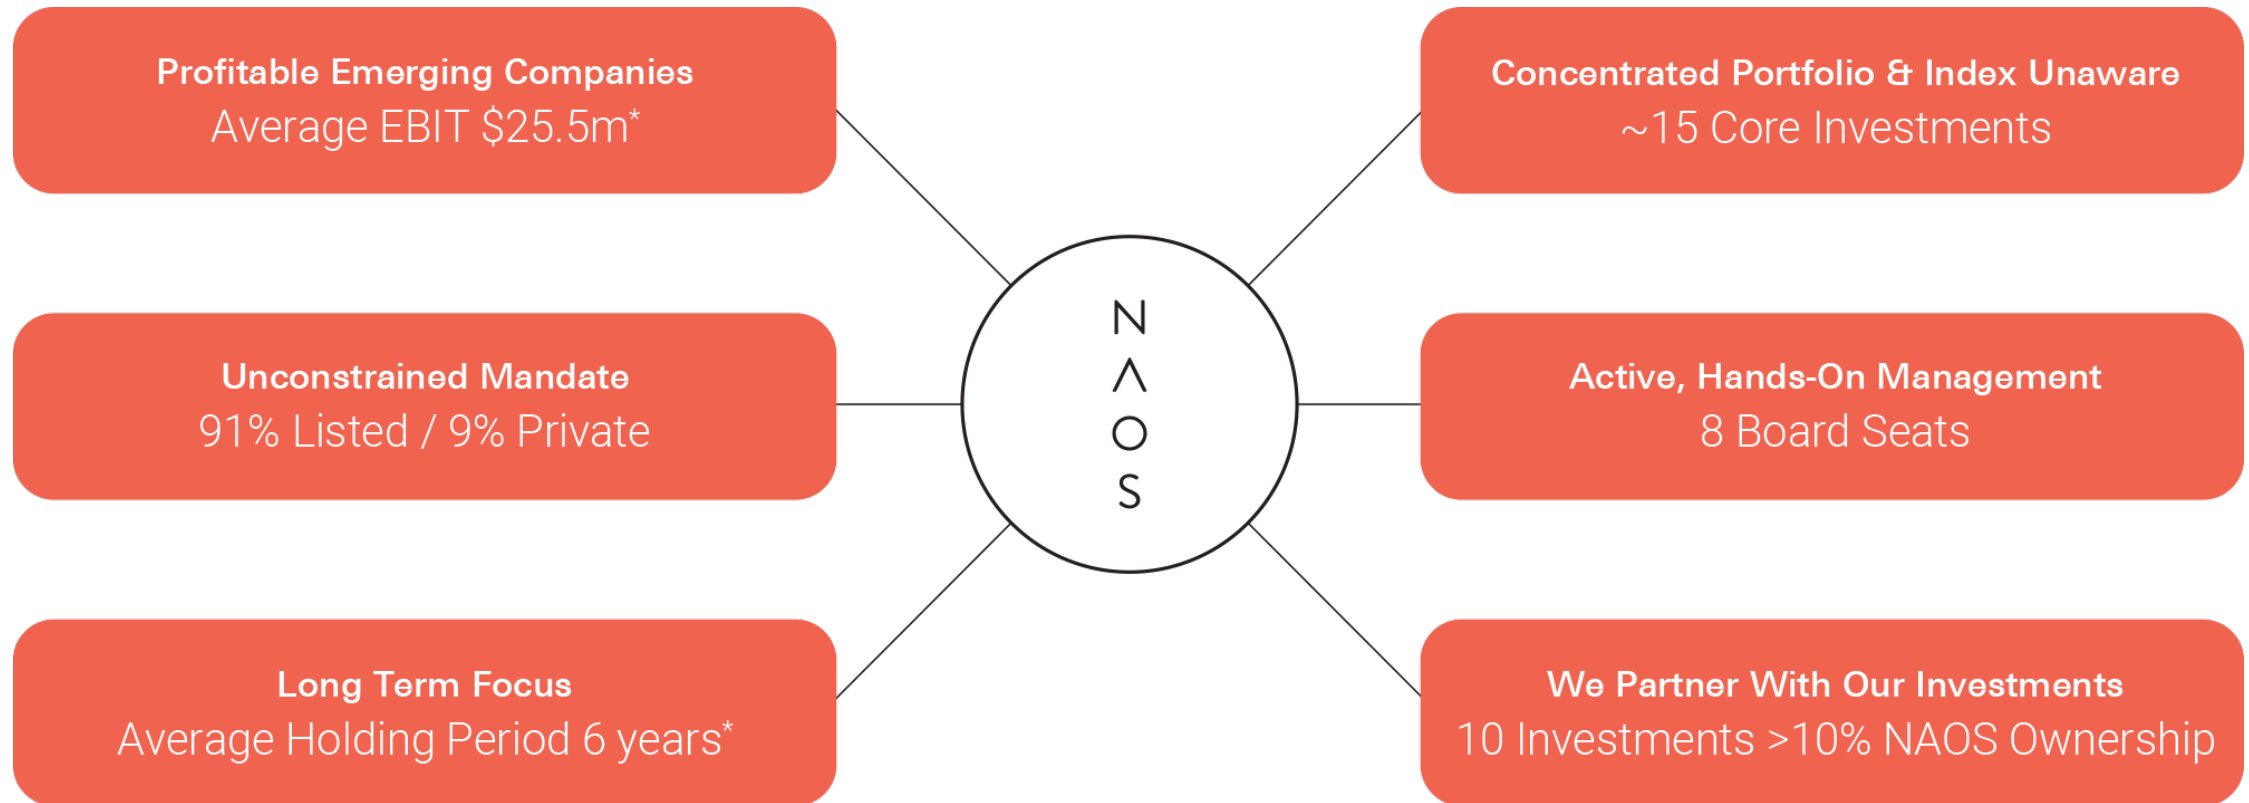 Profitable Emerging Companies
Average EBIT $25.5m*
Concentrated Portfolio & Index Unaware
~15 Core Investments
Unconstrained Mandate
91% Listed / 9% Private
N
Λ
O
S
Active, Hands-On Management
8 Board Seats
Long Term Focus
Average Holding Period 6 years*
We Partner With Our Investments
10 Investments >10% NAOS Ownership